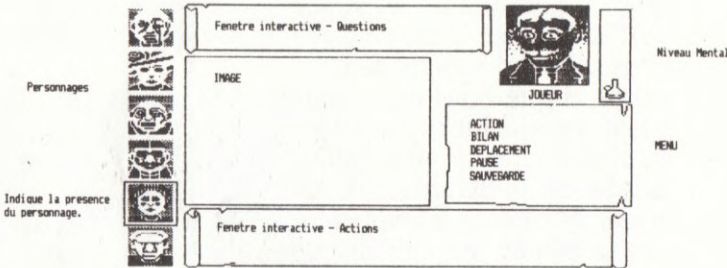 Fenetre interactive - Questions
Niveau Mental
Personnages
IMAGE
JOUEUR
ACTION
BILAN
DEPLACEMENT
PAUSE
SAUVEGARDE
MENU
Indique la presence
du personnage.
Fenetre interactive - Actions